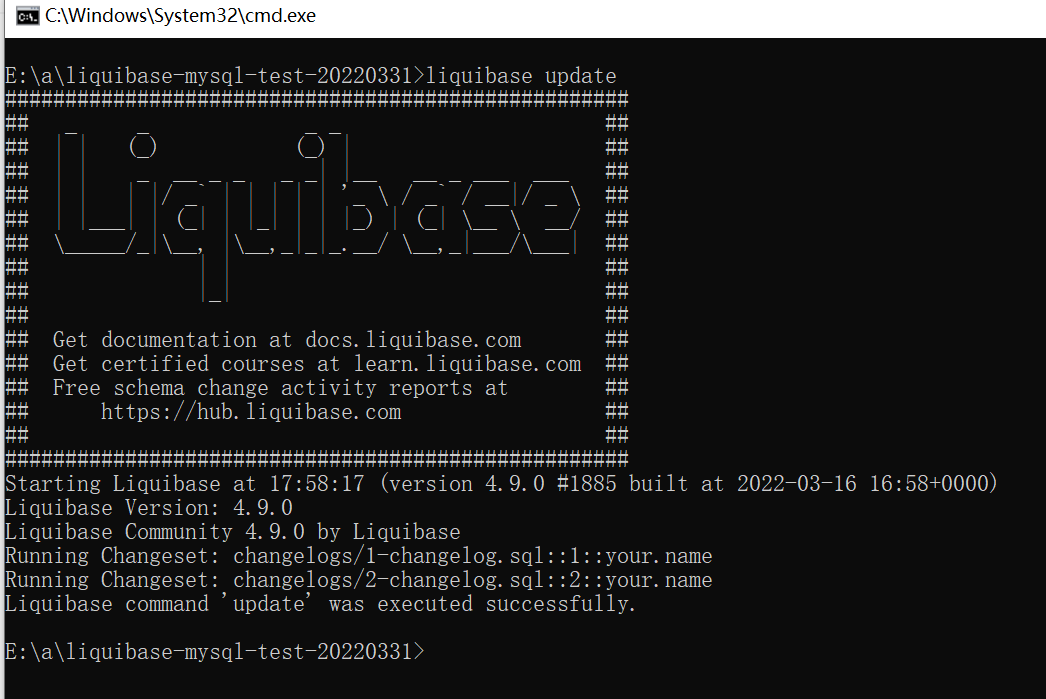 C:\Windows\System32\cmd.exe
E:\a\liquibase-mysql-test-20220331>liquibase update
####################################################
##   _     _             _ _                      ##
##  | |   (_)           (_) |                     ##
##  | |    _  __ _ _   _ _| |__   __ _ ___  ___   ##
##  | |   | |/ _` | | | | | '_ \ / _` / __|/ _ \  ##
##  | |___| | (_| | |_| | | |_) | (_| \__ \  __/  ##
##  \_____/_|\__, |\__,_|_|_.__/ \__,_|___/\___|  ##
##              | |                               ##
##              |_|                               ##
##                                                ##
##  Get documentation at docs.liquibase.com       ##
##  Get certified courses at learn.liquibase.com  ##
##  Free schema change activity reports at        ##
##      https://hub.liquibase.com                 ##
##                                                ##
####################################################
Starting Liquibase at 17:58:17 (version 4.9.0 #1885 built at 2022-03-16 16:58+0000)
Liquibase Version: 4.9.0
Liquibase Community 4.9.0 by Liquibase
Running Changeset: changelogs/1-changelog.sql::1::your.name
Running Changeset: changelogs/2-changelog.sql::2::your.name
Liquibase command 'update' was executed successfully.
E:\a\liquibase-mysql-test-20220331>